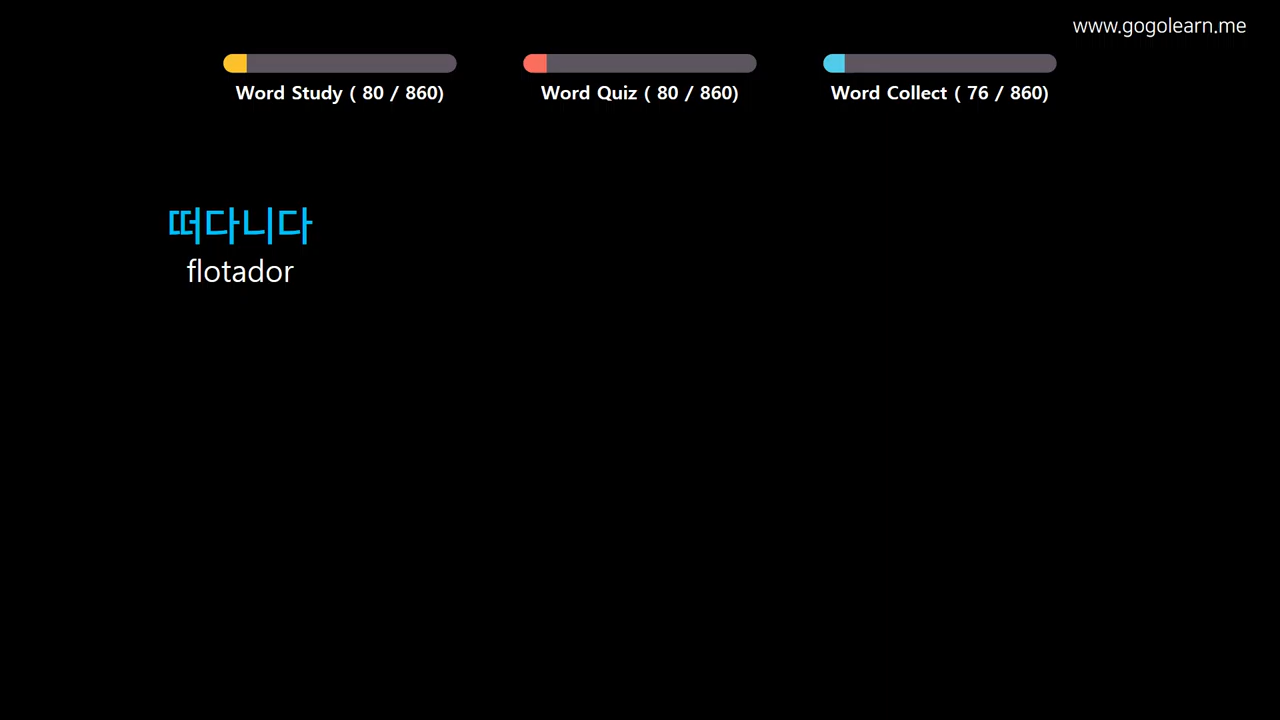 www.gogolearn.me
Word Study ( 80 / 860)
Word Quiz ( 80 / 860)
Word Collect ( 76 / 860)
떠다니다
flotador